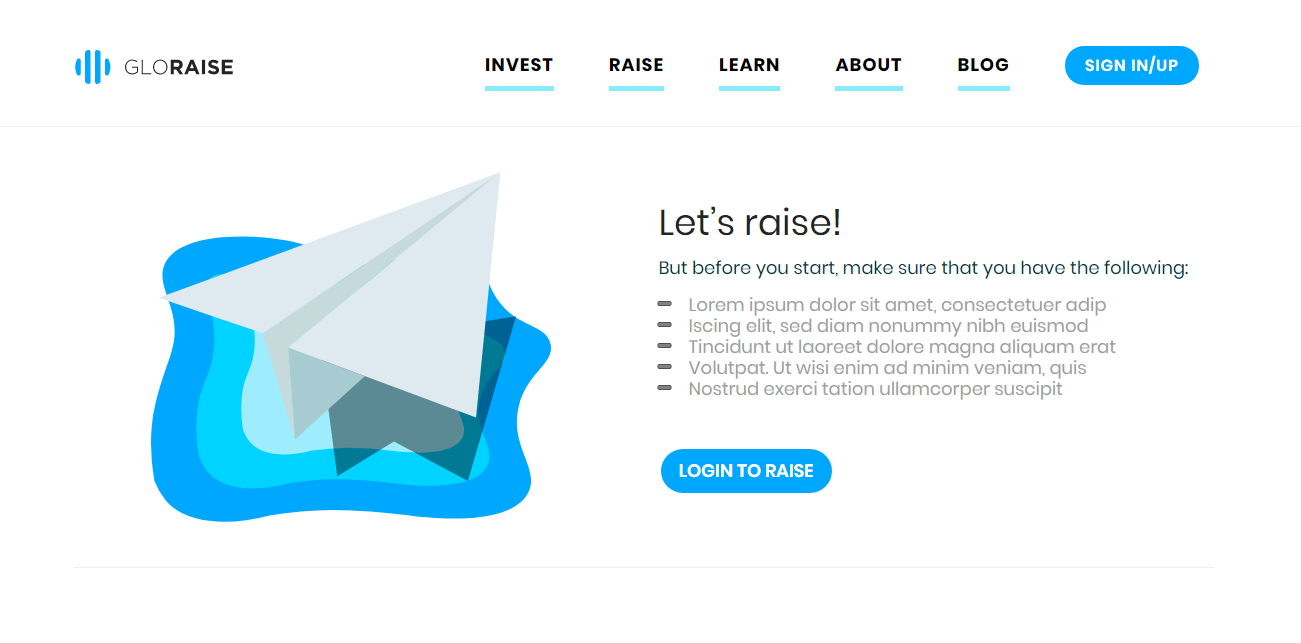 GLORAISE
INVEST RAISE LEARN ABOUT BLOG SIGN IN/UP
Let’s raise!
But before you start, make sure that you have the following:
Lorem ipsum dolor sit amet, consectetuer adip
Iscing elit, sed diam nonummy nibh euismod
Tincidunt ut laoreet dolore magna aliquam erat
Volutpat. Ut wisi enim ad minim veniam, quis
Nostrud exerci tation ullamcorper suscipit
LOGIN TO RAISE